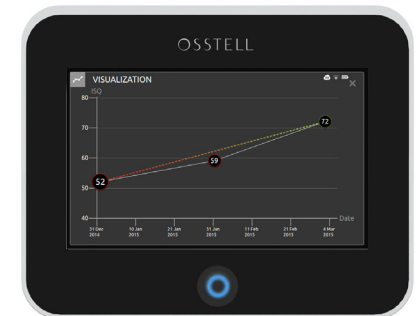 OSSTELL
VISUALIZATION
ISQ
80
70
60
50
40
52
59
72
Date
31 Dec
2014
10 Jan
2015
21 Jan
2015
31 Jan
2015
11 Feb
2015
21 Feb
2015
4 Mar
2015